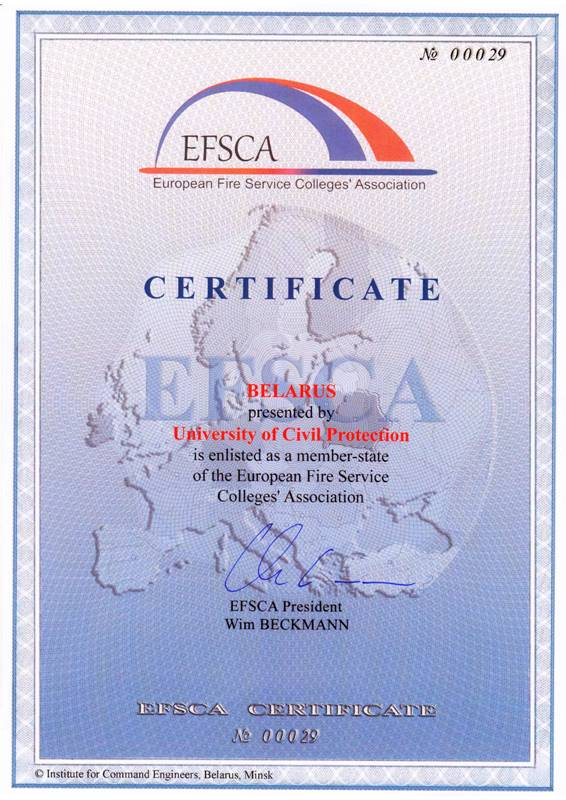 № 00029
EFSCA
European Fire Service Colleges' Association
CERTIFICATE
EFSCA
BELARUS
presented by
University of Civil Protection
is enlisted as a member-state
of the European Fire Service
Colleges' Association
EFSCA President
Wim BECKMANN
EFSCA CERTIFICATE
№ 00029
© Institute for Command Engineers, Belarus, Minsk